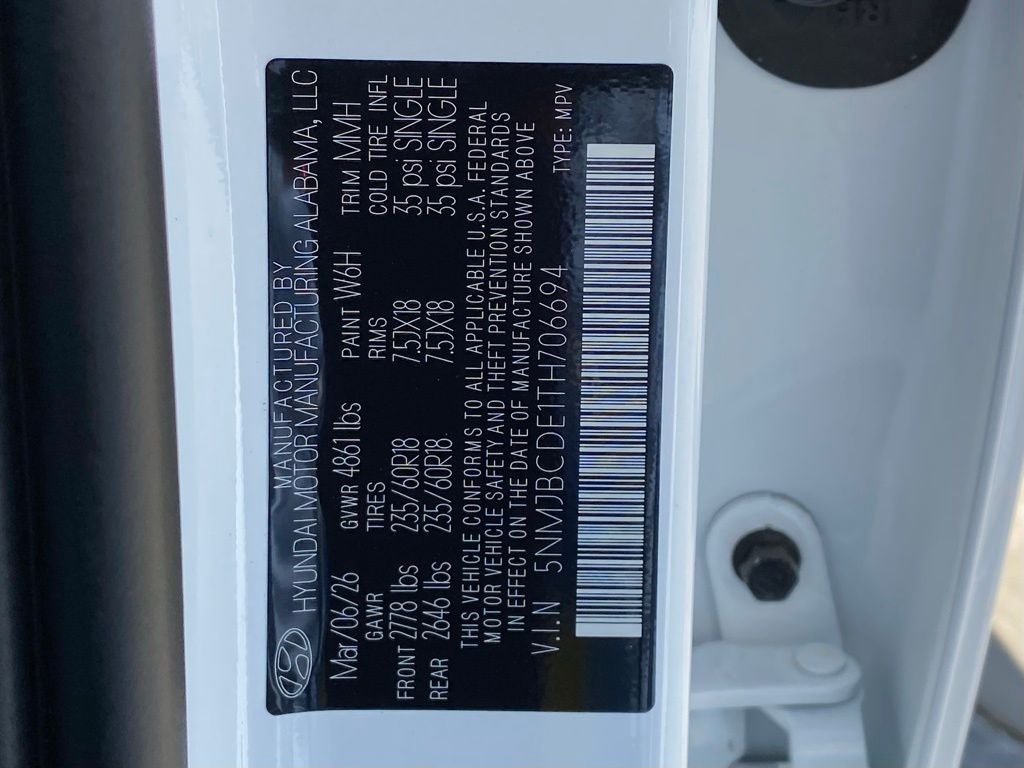 MANUFACTURED BY
HYUNDAI MOTOR MANUFACTURING ALABAMA, LLC
Mar/06/26 GVWR 4861 lbs PAINT W6H TRIM MMH
GAWR TIRES RIMS COLD TIRE INFL
FRONT 2778 lbs 235/60R18 7.5JX18 35 psi SINGLE
REAR 2646 lbs 235/60R18 7.5JX18 35 psi SINGLE
THIS VEHICLE CONFORMS TO ALL APPLICABLE U.S.A. FEDERAL
MOTOR VEHICLE SAFETY AND THEFT PREVENTION STANDARDS
IN EFFECT ON THE DATE OF MANUFACTURE SHOWN ABOVE
V.I.N 5NMJBCDE1TH706694 TYPE: MPV